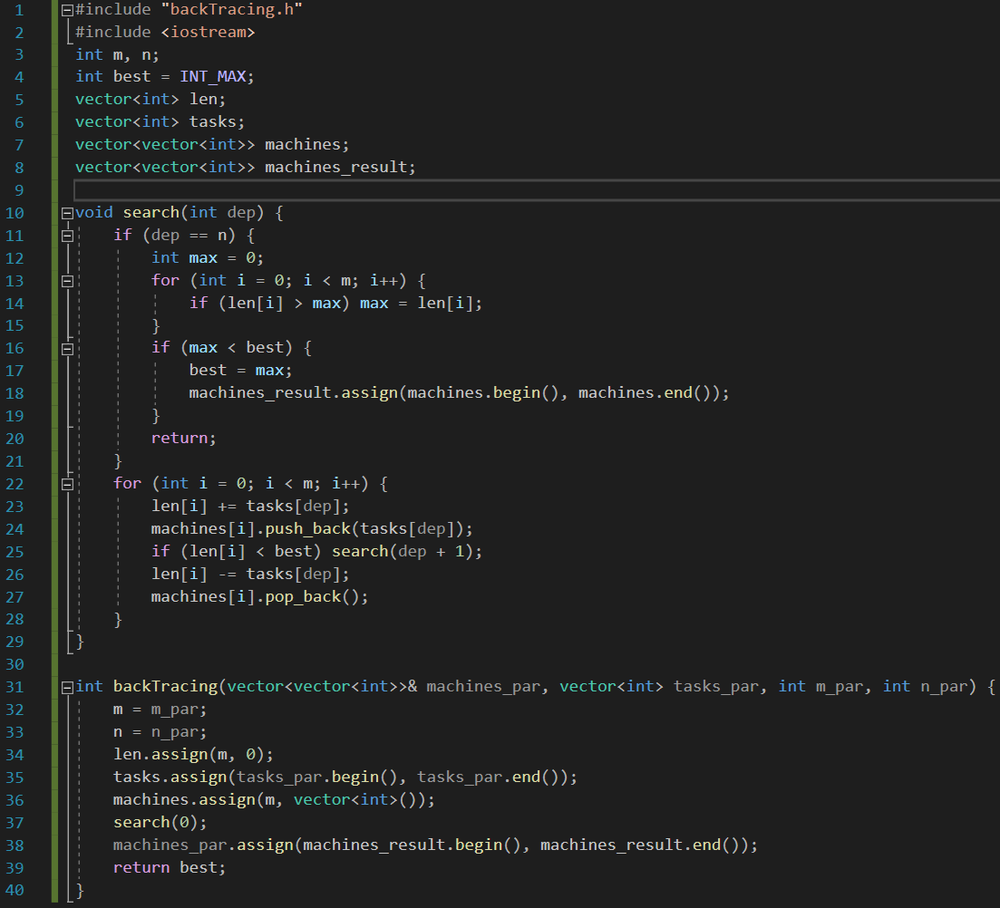 1 #include "backTracing.h"
2 #include <iostream>
3 int m, n;
4 int best = INT_MAX;
5 vector<int> len;
6 vector<int> tasks;
7 vector<vector<int>> machines;
8 vector<vector<int>> machines_result;
9
10 void search(int dep) {
11     if (dep == n) {
12         int max = 0;
13         for (int i = 0; i < m; i++) {
14             if (len[i] > max) max = len[i];
15         }
16         if (max < best) {
17             best = max;
18             machines_result.assign(machines.begin(), machines.end());
19         }
20         return;
21     }
22     for (int i = 0; i < m; i++) {
23         len[i] += tasks[dep];
24         machines[i].push_back(tasks[dep]);
25         if (len[i] < best) search(dep + 1);
26         len[i] -= tasks[dep];
27         machines[i].pop_back();
28     }
29 }
30
31 int backTracing(vector<vector<int>>& machines_par, vector<int> tasks_par, int m_par, int n_par) {
32     m = m_par;
33     n = n_par;
34     len.assign(m, 0);
35     tasks.assign(tasks_par.begin(), tasks_par.end());
36     machines.assign(m, vector<int>());
37     search(0);
38     machines_par.assign(machines_result.begin(), machines_result.end());
39     return best;
40 }